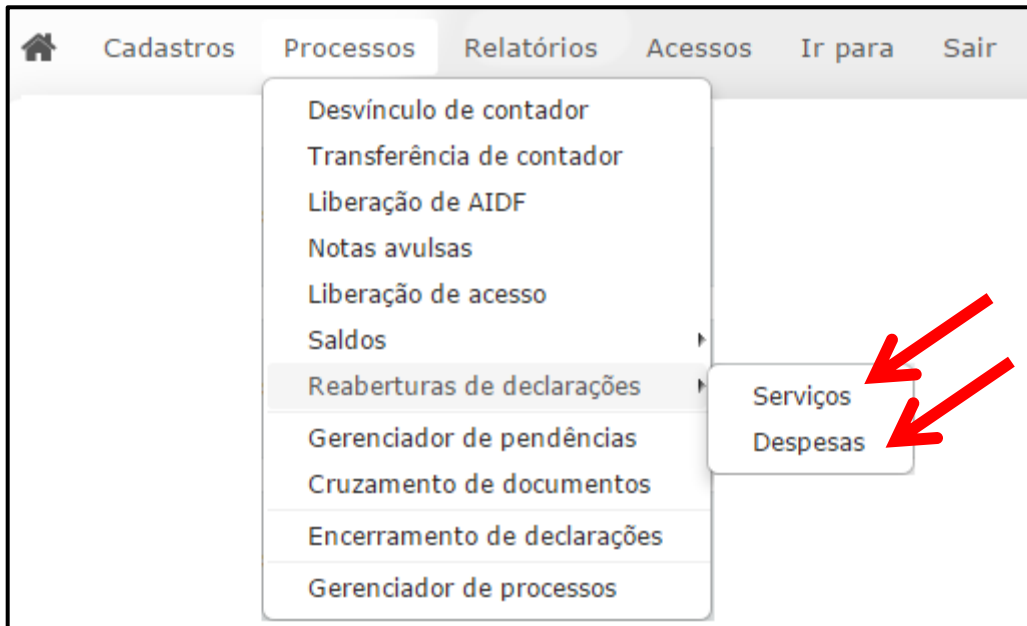 Cadastros Processos Relatórios Acessos Ir para Sair
Desvínculo de contador
Transferência de contador
Liberação de AIDF
Notas avulsas
Liberação de acesso
Saldos
Reaberturas de declarações
Serviços
Despesas
Gerenciador de pendências
Cruzamento de documentos
Encerramento de declarações
Gerenciador de processos